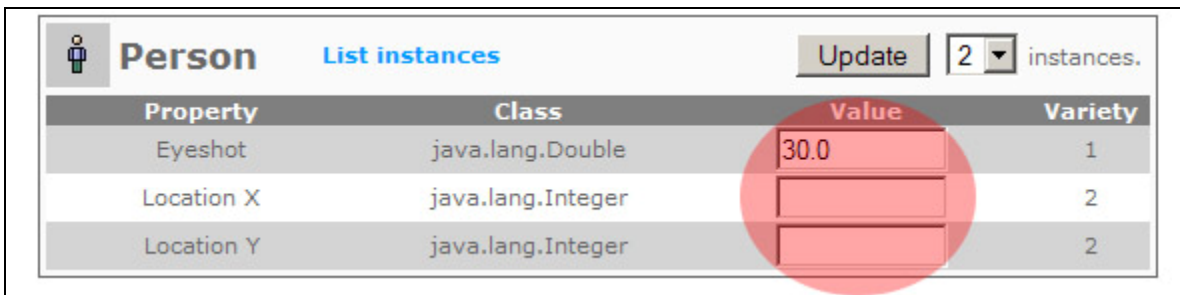 Person List instances Update 2 instances.
Property Class Value Variety
Eyeshot java.lang.Double 30.0 1
Location X java.lang.Integer 2
Location Y java.lang.Integer 2